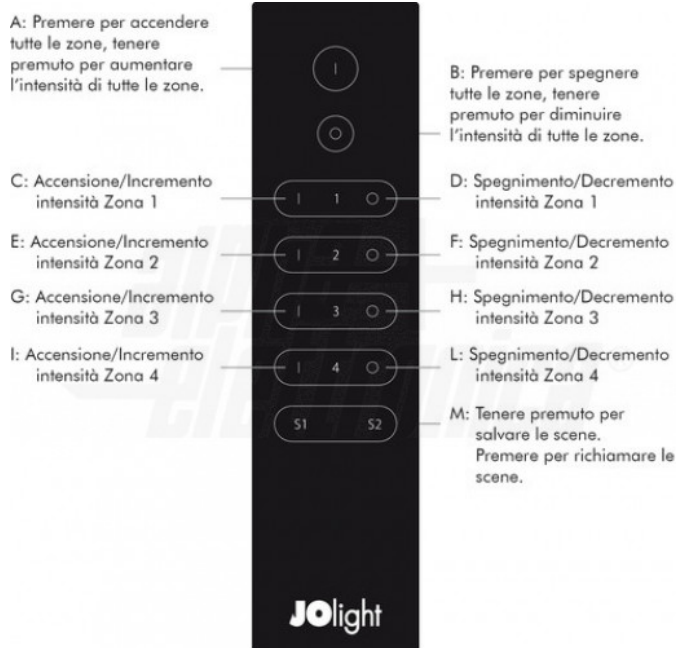 A: Premere per accendere
tutte le zone, tenere
premuto per aumentare
l'intensità di tutte le zone.
I
B: Premere per spegnere
tutte le zone, tenere
premuto per diminuire
l'intensità di tutte le zone.
O
C: Accensione/Incremento
intensità Zona 1
I 1 O
D: Spegnimento/Decremento
intensità Zona 1
E: Accensione/Incremento
intensità Zona 2
I 2 O
F: Spegnimento/Decremento
intensità Zona 2
G: Accensione/Incremento
intensità Zona 3
I 3 O
H: Spegnimento/Decremento
intensità Zona 3
I: Accensione/Incremento
intensità Zona 4
I 4 O
L: Spegnimento/Decremento
intensità Zona 4
S1 S2
M: Tenere premuto per
salvare le scene.
Premere per richiamare le
scene.
JOlight
alpha
elettronica®